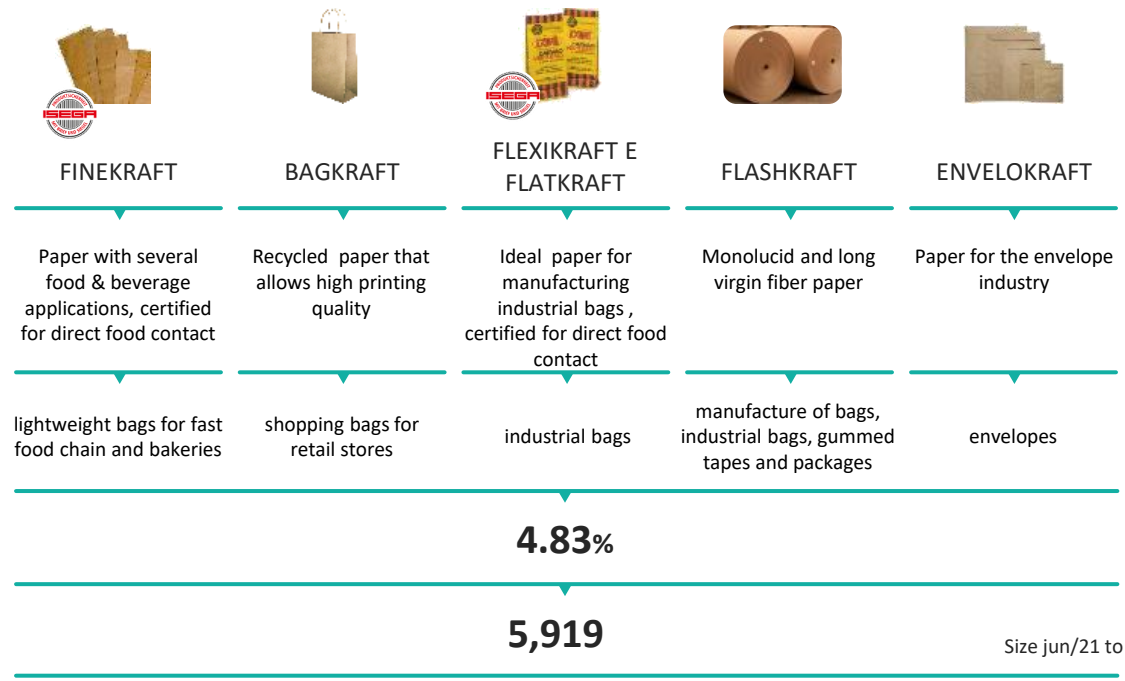 ISEGA
ISEGA
FINEKRAFT
BAGKRAFT
FLEXIKRAFT E
FLATKRAFT
FLASHKRAFT
ENVELOKRAFT
Paper with several
food & beverage
applications, certified
for direct food contact
Recycled paper that
allows high printing
quality
Ideal paper for
manufacturing
industrial bags ,
certified for direct food
contact
Monolucid and long
virgin fiber paper
Paper for the envelope
industry
lightweight bags for fast
food chain and bakeries
shopping bags for
retail stores
industrial bags
manufacture of bags,
industrial bags, gummed
tapes and packages
envelopes
4.83%
5,919
Size jun/21 to